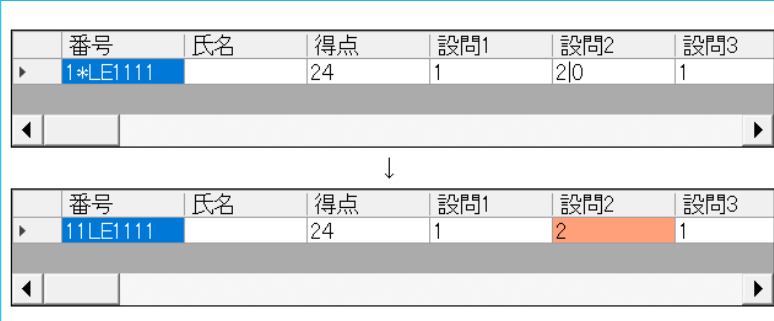 番号 氏名 得点 設問1 設問2 設問3
1*LE1111 24 1 2|0 1
↓
番号 氏名 得点 設問1 設問2 設問3
11LE1111 24 1 2 1